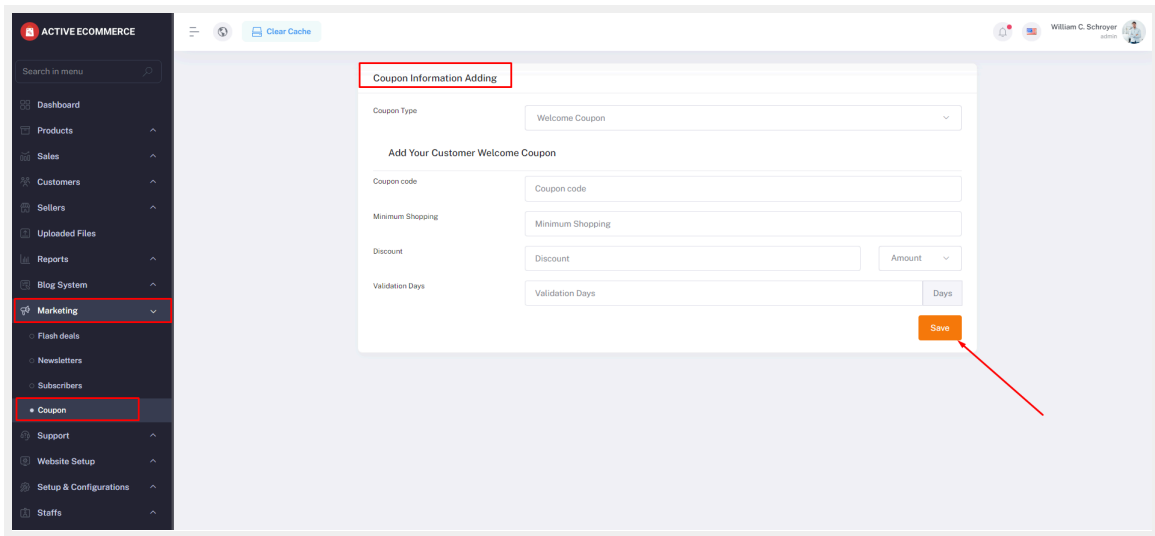 ACTIVE ECOMMERCE
Clear Cache
William C. Schroyer
admin
Search in menu
Dashboard
Products
Sales
Customers
Sellers
Uploaded Files
Reports
Blog System
Marketing
Flash deals
Newsletters
Subscribers
Coupon
Support
Website Setup
Setup & Configurations
Staffs
Coupon Information Adding
Coupon Type
Welcome Coupon
Add Your Customer Welcome Coupon
Coupon code
Coupon code
Minimum Shopping
Minimum Shopping
Discount
Discount
Amount
Validation Days
Validation Days
Days
Save